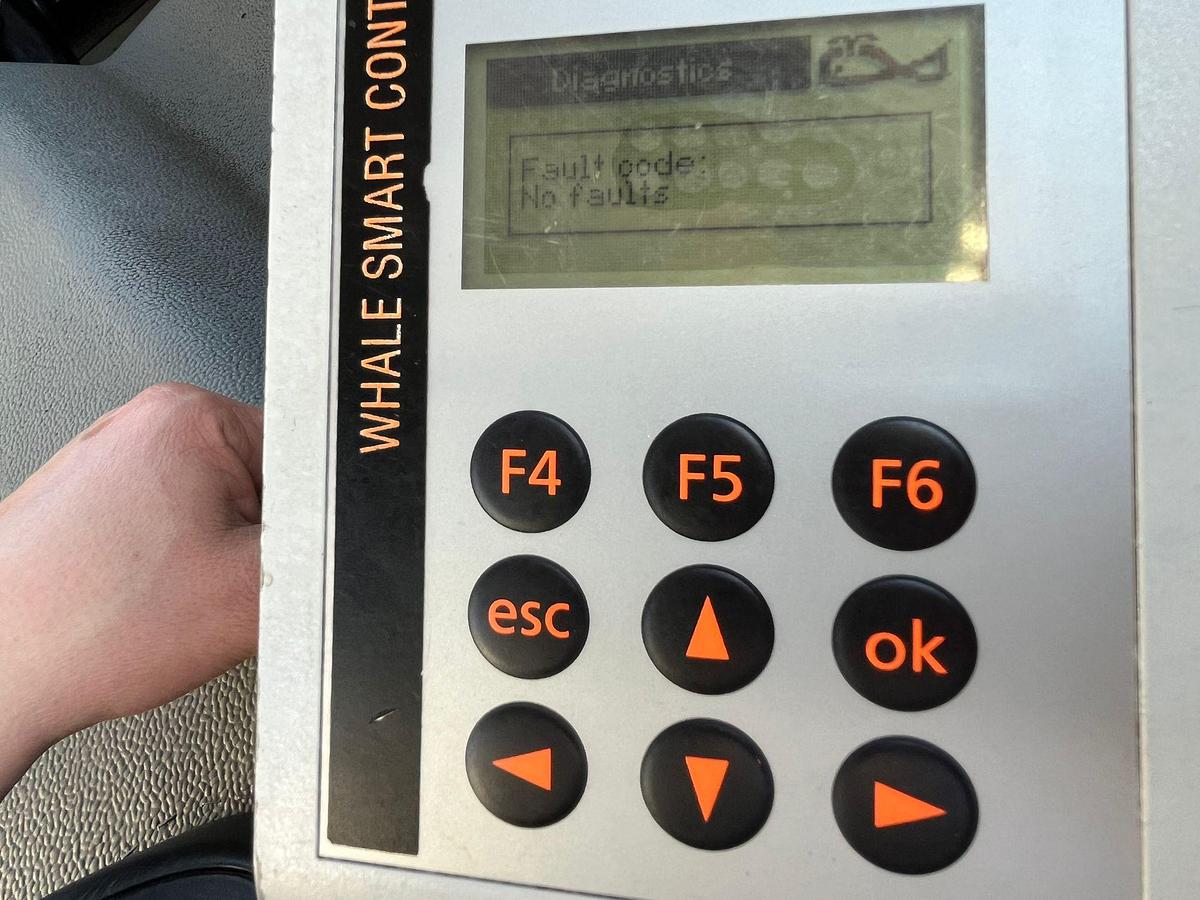 WHALE SMART CONT
Diagnostics
Fault code:
No faults
F4 F5 F6
esc ok